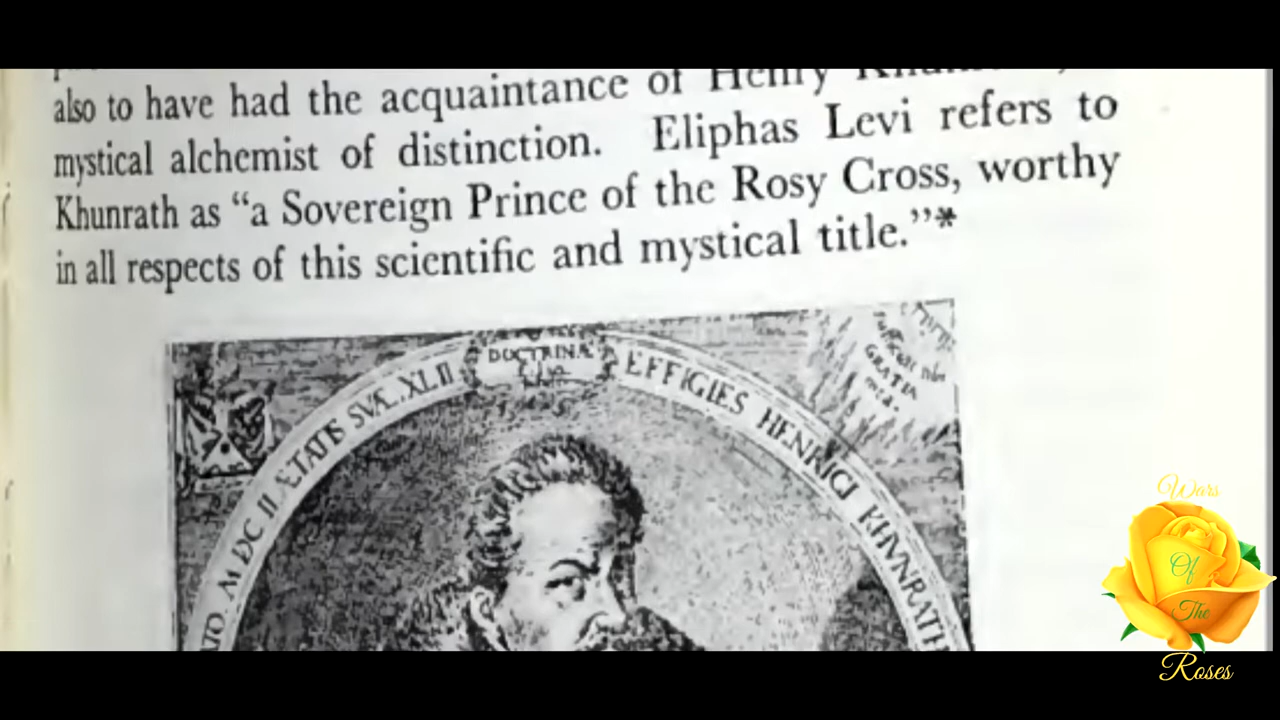 also to have had the acquaintance of Henry
mystical alchemist of distinction. Eliphas Levi refers to
Khunrath as “a Sovereign Prince of the Rosy Cross, worthy
in all respects of this scientific and mystical title.”*
DOCTRINA
ÆTATIS SVÆ. XLII
EFFIGIES HENRICI KHVNRATH
M DC II
GRATIA
Wars
Of
The
Roses